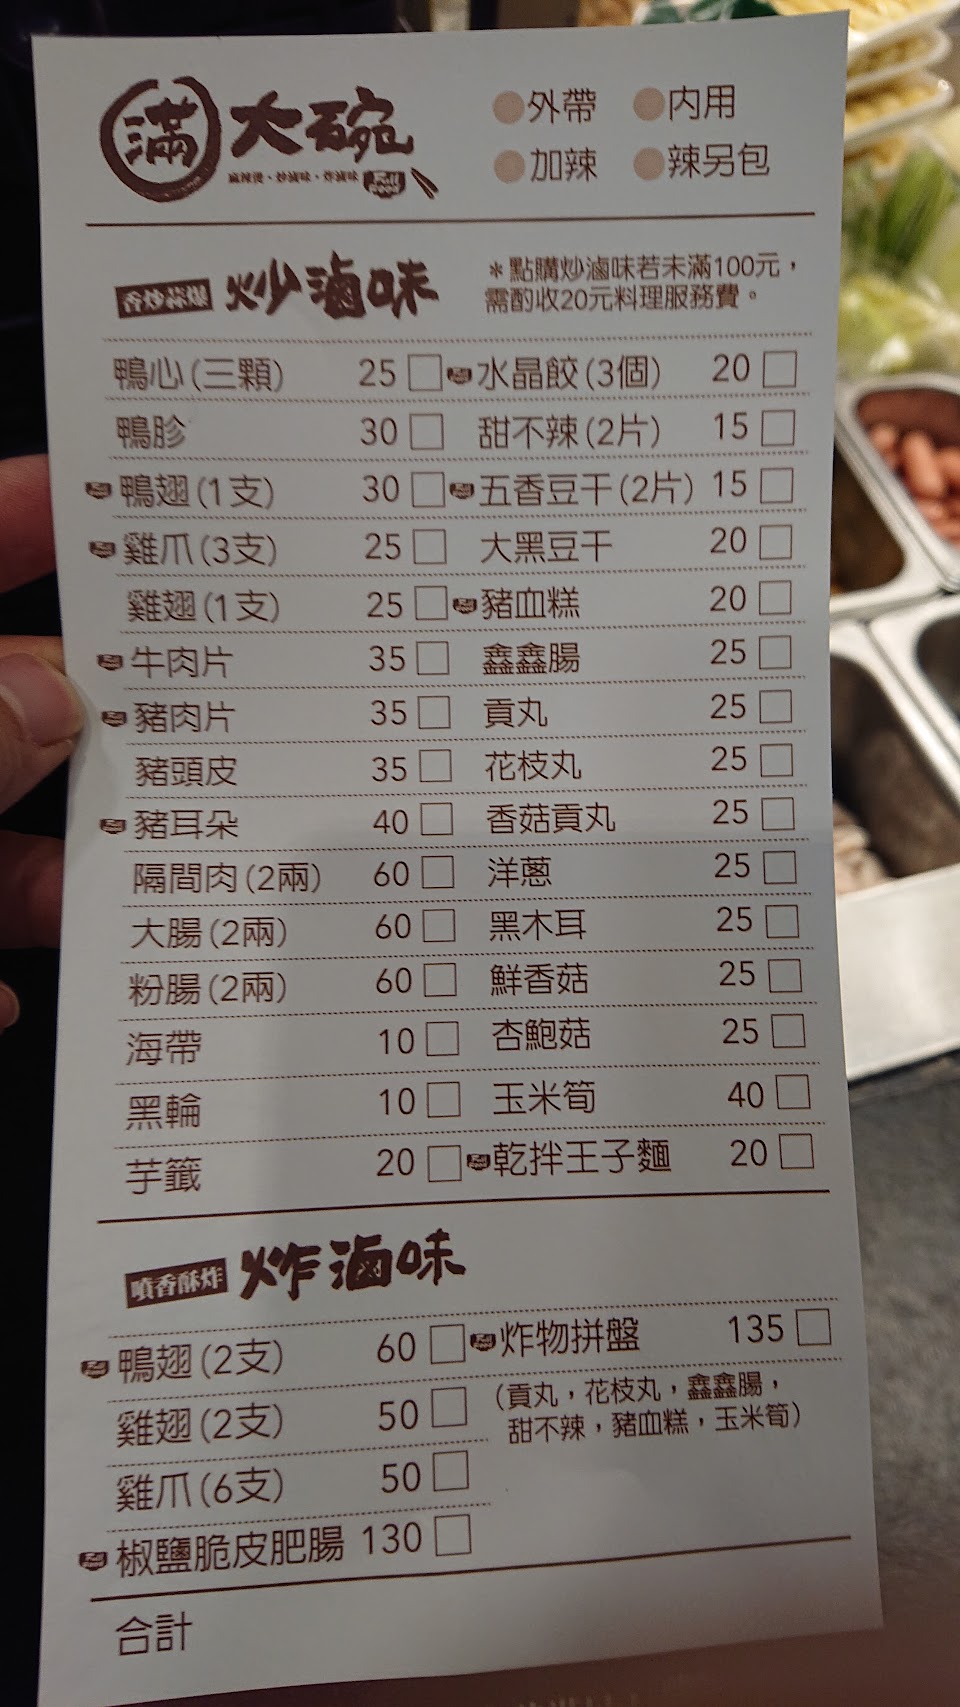 滿 大碗
麻辣燙・炒滷味・炸滷味
外帶 內用
加辣 辣另包
香炒蒜爆 炒滷味
＊點購炒滷味若未滿100元，
需酌收20元料理服務費。
鴨心(三顆) 25 水晶餃(3個) 20
鴨胗 30 甜不辣(2片) 15
鴨翅(1支) 30 五香豆干(2片) 15
雞爪(3支) 25 大黑豆干 20
雞翅(1支) 25 豬血糕 20
牛肉片 35 鑫鑫腸 25
豬肉片 35 貢丸 25
豬頭皮 35 花枝丸 25
豬耳朵 40 香菇貢丸 25
隔間肉(2兩) 60 洋蔥 25
大腸(2兩) 60 黑木耳 25
粉腸(2兩) 60 鮮香菇 25
海帶 10 杏鮑菇 25
黑輪 10 玉米筍 40
芋籤 20 乾拌王子麵 20
噴香酥炸 炸滷味
鴨翅(2支) 60 炸物拼盤 135
雞翅(2支) 50 (貢丸，花枝丸，鑫鑫腸，
甜不辣，豬血糕，玉米筍)
雞爪(6支) 50
椒鹽脆皮肥腸 130
合計